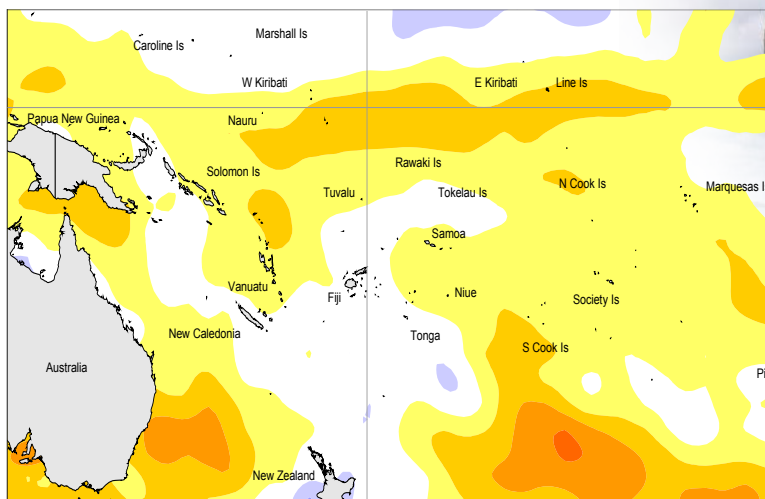 Marshall Is
Caroline Is
W Kiribati
E Kiribati
Line Is
Papua New Guinea
Nauru
Rawaki Is
Solomon Is
N Cook Is
Marquesas I
Tuvalu
Tokelau Is
Samoa
Vanuatu
Fiji
Niue
Society Is
New Caledonia
Tonga
S Cook Is
Australia
Pi
New Zealand